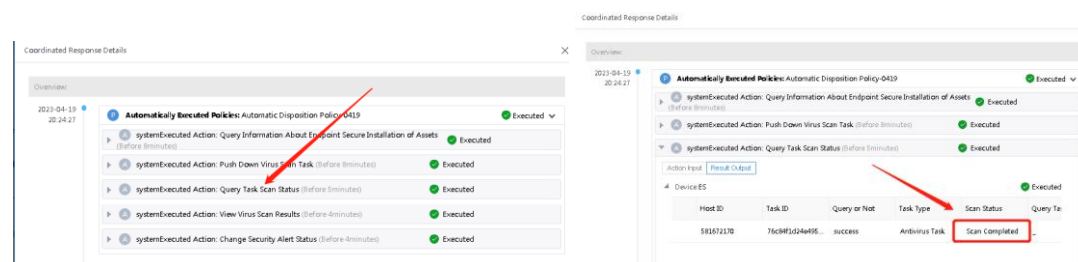 Coordinated Response Details
Overview:
2023-04-19
20:24:27
P Automatically Executed Policies: Automatic Disposition Policy-0419 Executed
A systemExecuted Action: Query Information About Endpoint Secure Installation of Assets Executed
(Before 8minutes)
A systemExecuted Action: Push Down Virus Scan Task (Before 8minutes) Executed
A systemExecuted Action: Query Task Scan Status (Before 5minutes) Executed
A systemExecuted Action: View Virus Scan Results (Before 4minutes) Executed
A systemExecuted Action: Change Security Alert Status (Before 4minutes) Executed
Coordinated Response Details
Overview:
2023-04-19
20:24:27
P Automatically Executed Policies: Automatic Disposition Policy-0419 Executed
A systemExecuted Action: Query Information About Endpoint Secure Installation of Assets Executed
(Before 9minutes)
A systemExecuted Action: Push Down Virus Scan Task (Before 9minutes) Executed
A systemExecuted Action: Query Task Scan Status Executed
Action Input Result Output
Device:ES Executed
Host ID Task ID Query or Not Task Type Scan Status Query Ta
581672170 success Antivirus Task Scan Completed